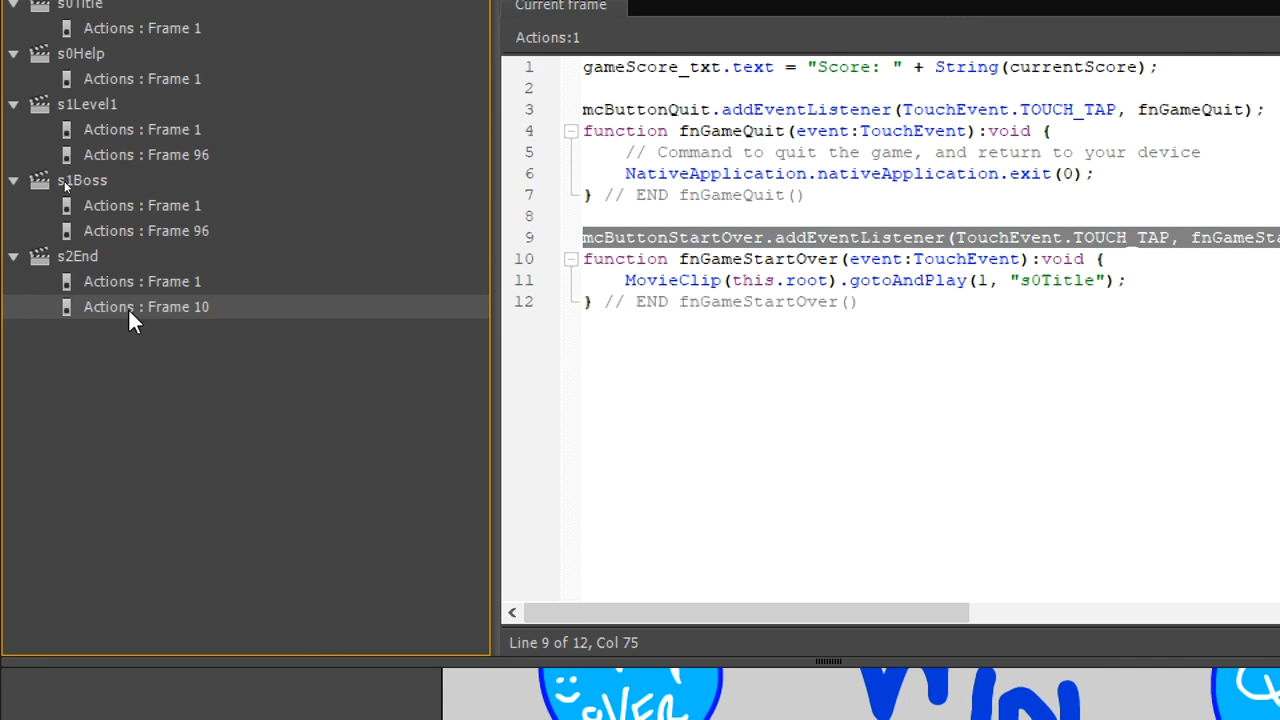 s0Title
Actions : Frame 1
s0Help
Actions : Frame 1
s1Level1
Actions : Frame 1
Actions : Frame 96
s1Boss
Actions : Frame 1
Actions : Frame 96
s2End
Actions : Frame 1
Actions : Frame 10
Current frame
Actions:1
1 gameScore_txt.text = "Score: " + String(currentScore);
2
3 mcButtonQuit.addEventListener(TouchEvent.TOUCH_TAP, fnGameQuit);
4 function fnGameQuit(event:TouchEvent):void {
5 // Command to quit the game, and return to your device
6 NativeApplication.nativeApplication.exit(0);
7 } // END fnGameQuit()
8
9 mcButtonStartOver.addEventListener(TouchEvent.TOUCH_TAP, fnGameSta
10 function fnGameStartOver(event:TouchEvent):void {
11 MovieClip(this.root).gotoAndPlay(1, "s0Title");
12 } // END fnGameStartOver()
Line 9 of 12, Col 75
OVER